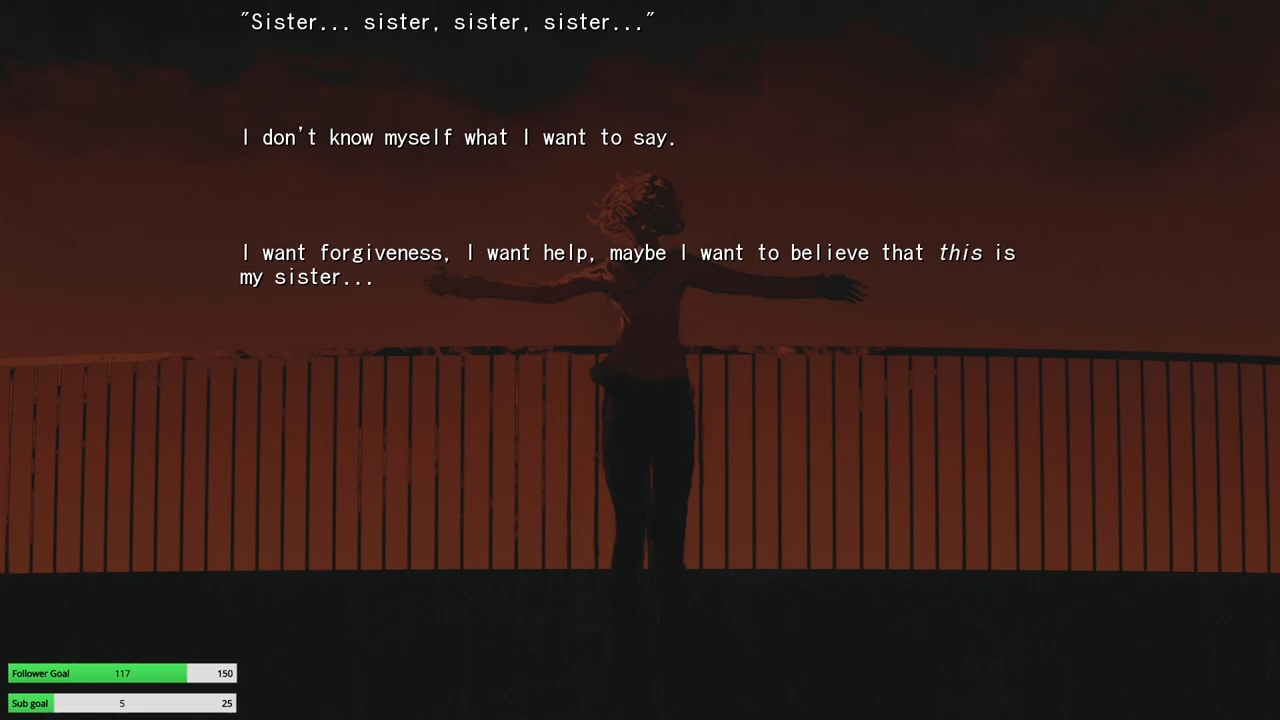 "Sister... sister, sister, sister..."
I don't know myself what I want to say.
I want forgiveness, I want help, maybe I want to believe that this is
my sister...
Follower Goal 117 150
Sub goal 5 25